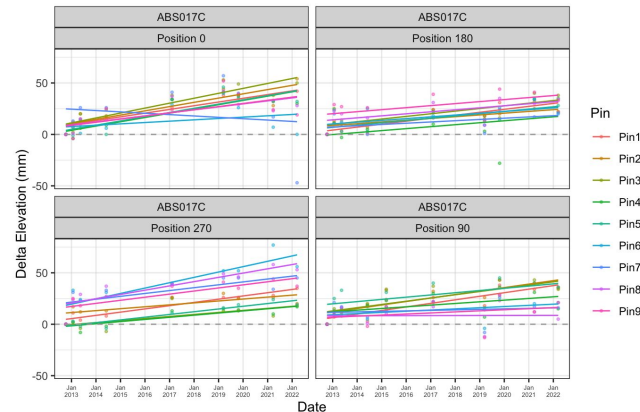 ABS017C ABS017C
Position 0 Position 180
50
0
-50
ABS017C ABS017C
Position 270 Position 90
50
0
-50
Delta Elevation (mm)
Jan 2013 Jan 2014 Jan 2015 Jan 2016 Jan 2017 Jan 2018 Jan 2019 Jan 2020 Jan 2021 Jan 2022 Jan 2013 Jan 2014 Jan 2015 Jan 2016 Jan 2017 Jan 2018 Jan 2019 Jan 2020 Jan 2021 Jan 2022
Date
Pin
Pin1
Pin2
Pin3
Pin4
Pin5
Pin6
Pin7
Pin8
Pin9